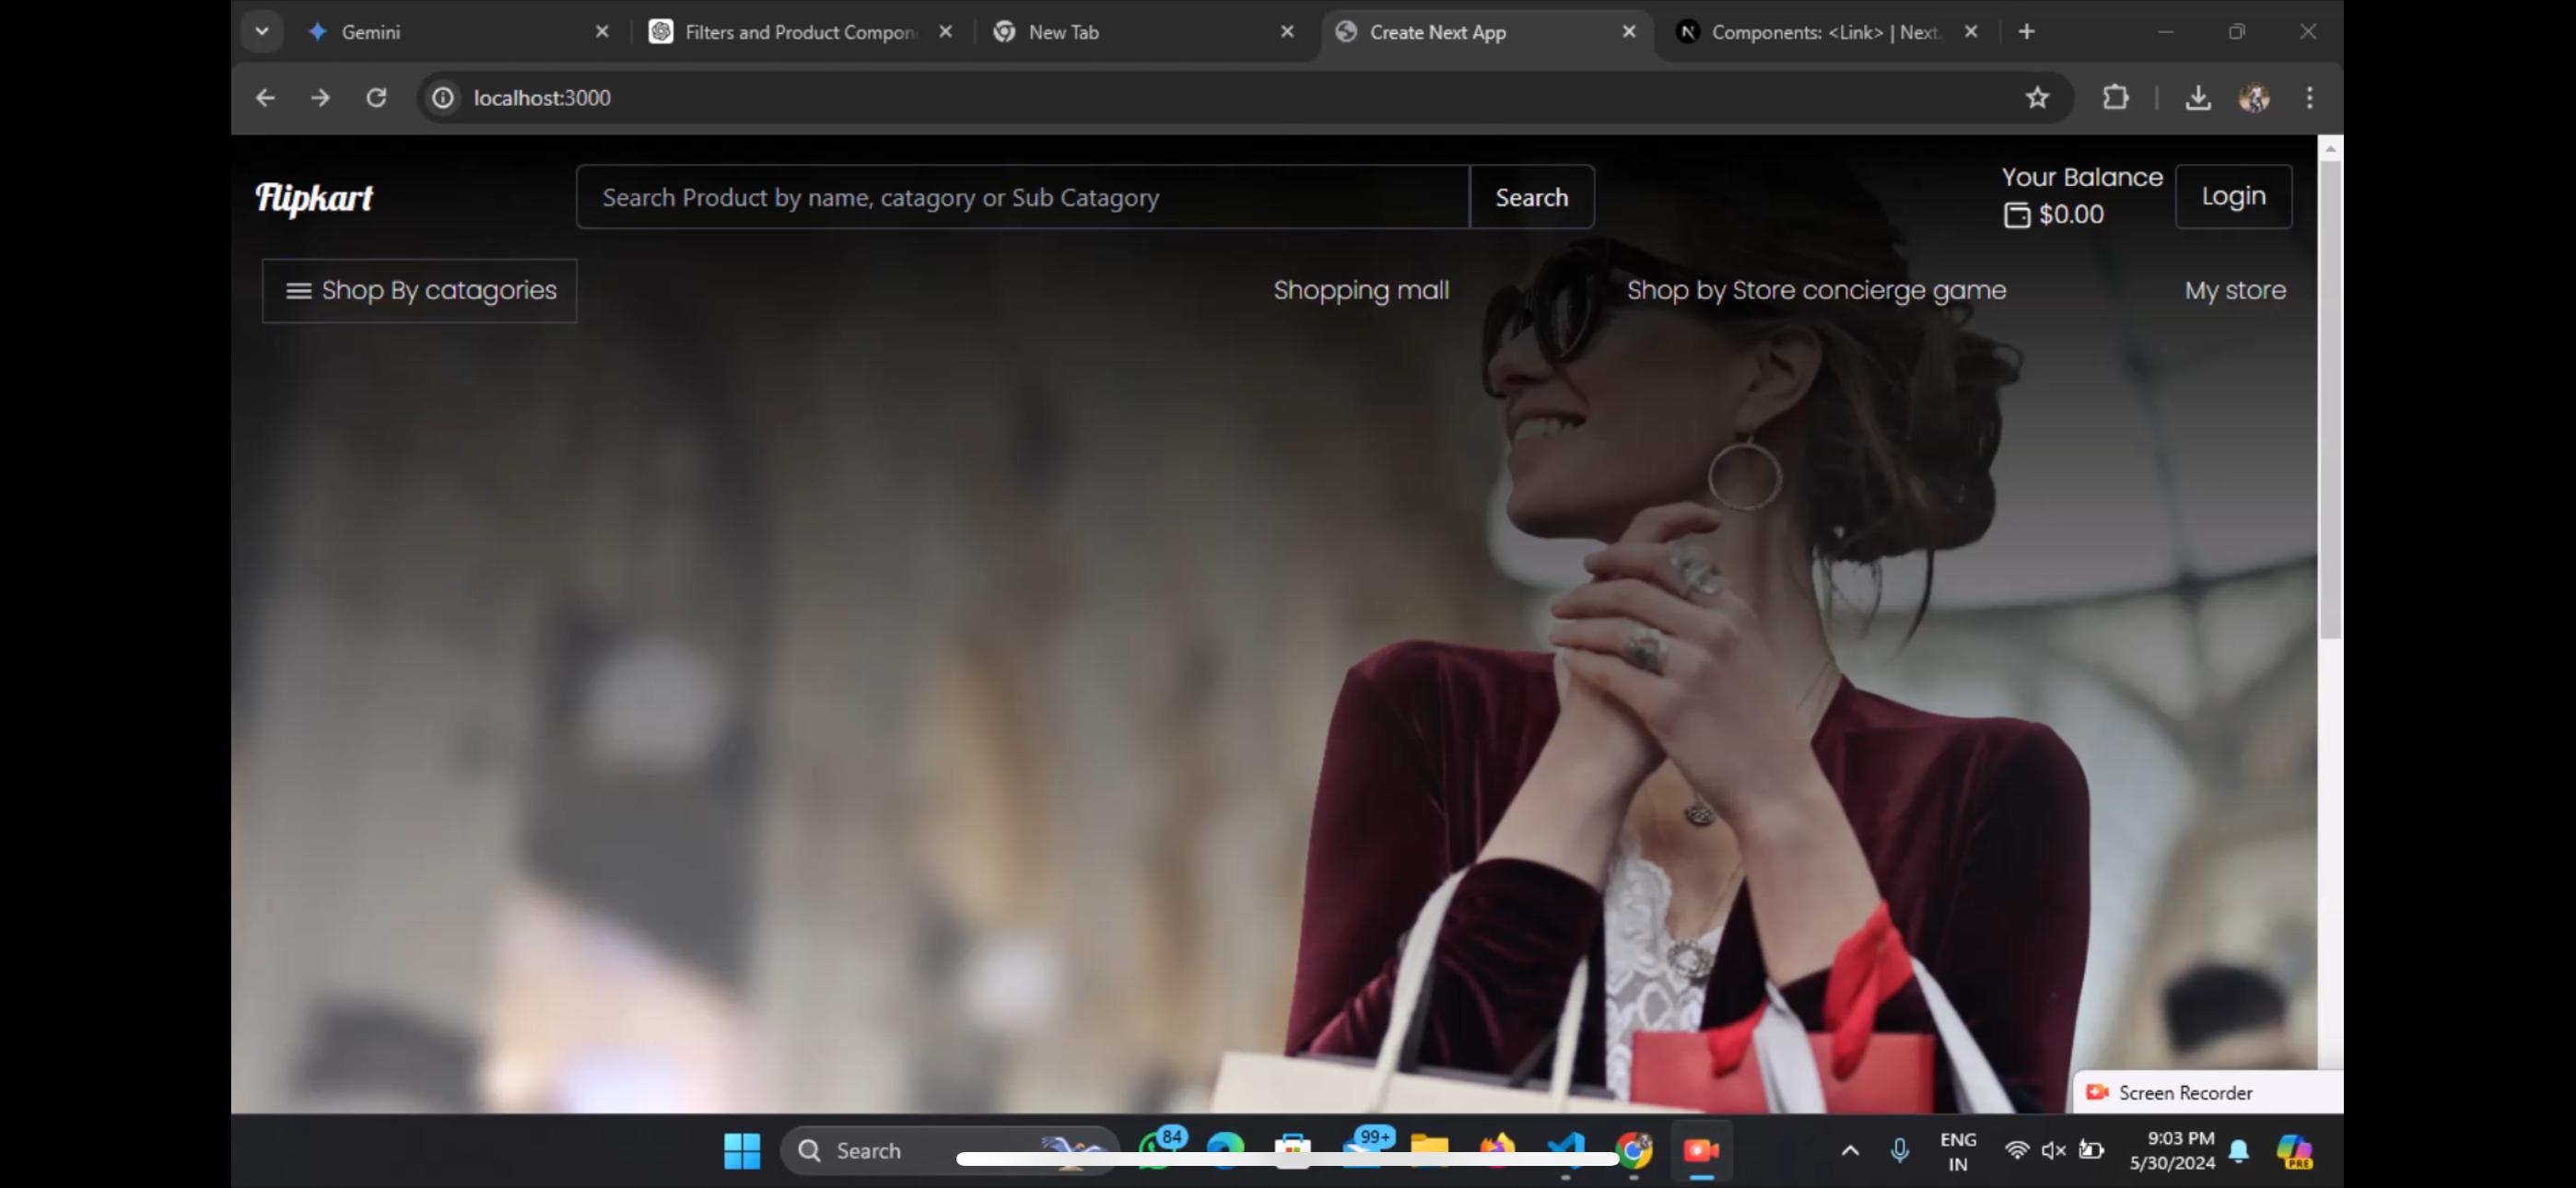 Gemini
Filters and Product Compon
New Tab
Create Next App
Components: <Link> | Next.
localhost:3000
Flipkart
Search Product by name, catagory or Sub Catagory
Search
Your Balance
$0.00
Login
Shop By catagories
Shopping mall
Shop by Store concierge game
My store
Screen Recorder
Search
84
99+
ENG
IN
9:03 PM
5/30/2024
PRE